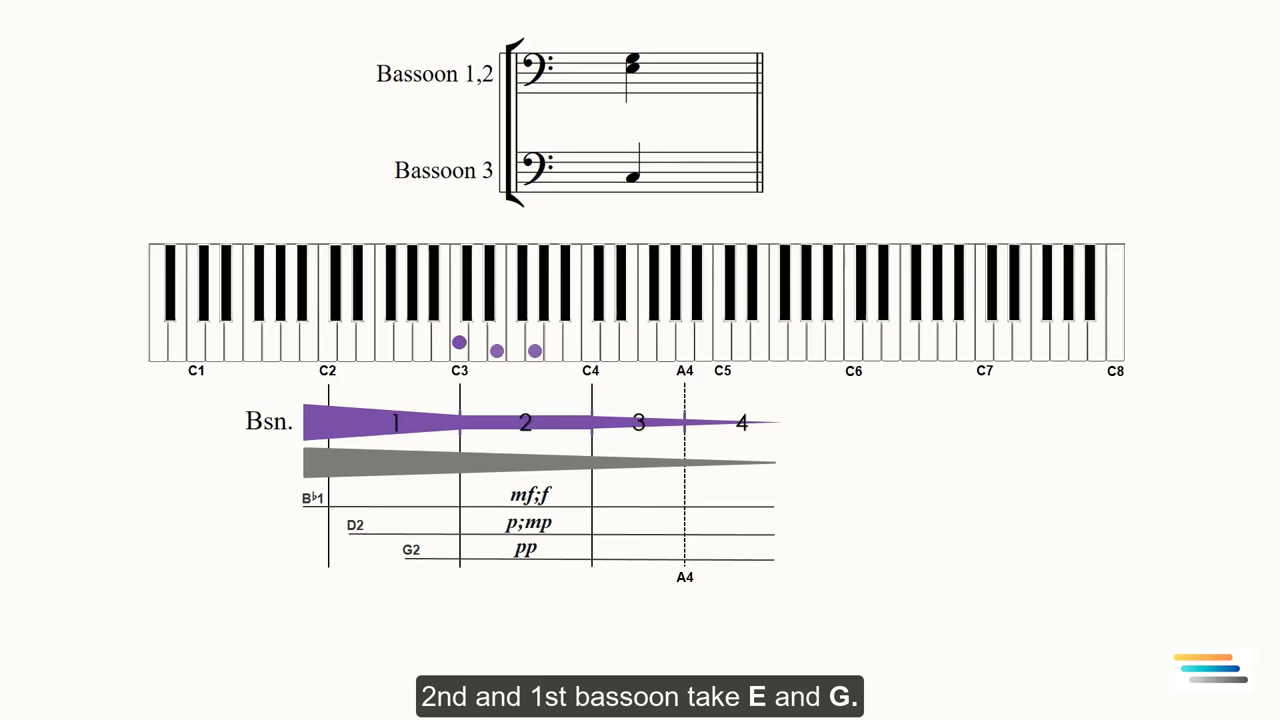 Bassoon 1,2
Bassoon 3
C1 C2 C3 C4 A4 C5 C6 C7 C8
Bsn. 1 2 3 4
B♭1 mf;f
D2 p;mp
G2 pp
A4
2nd and 1st bassoon take E and G.